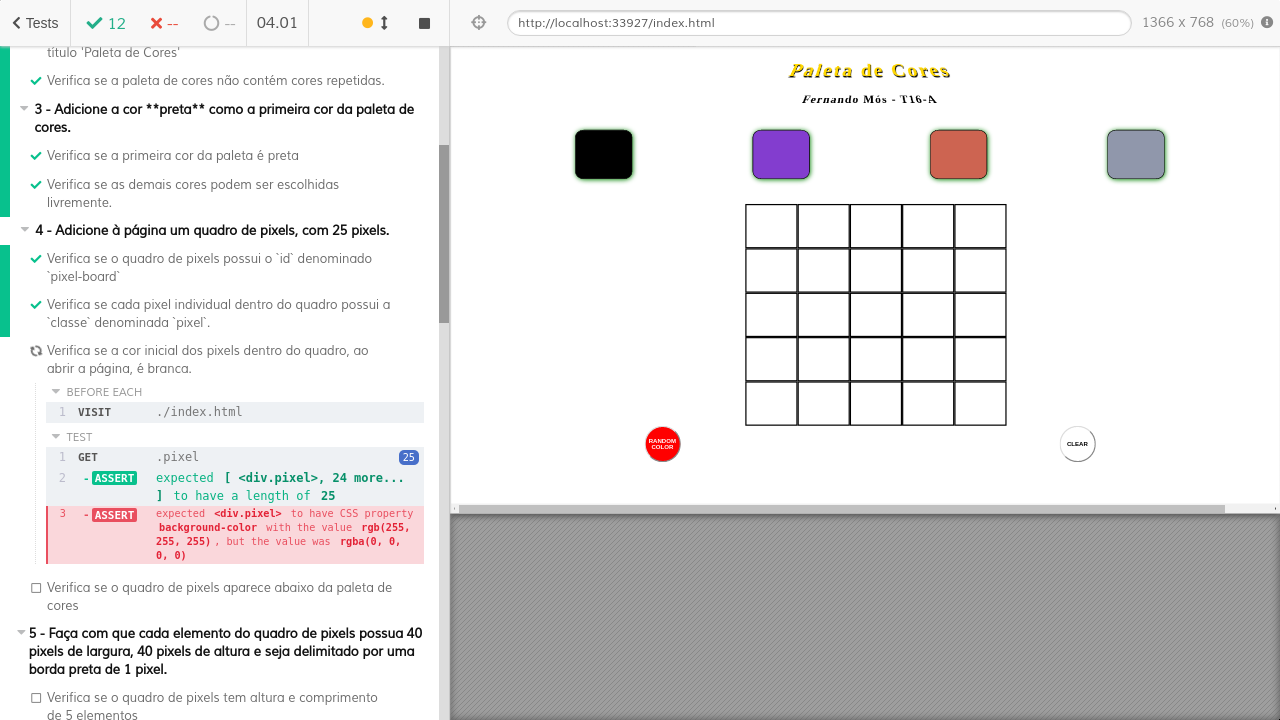 Tests
12
--
--
04.01
http://localhost:33927/index.html
1366 x 768 (60%)
título 'Paleta de Cores'
Verifica se a paleta de cores não contém cores repetidas.
3 - Adicione a cor **preta** como a primeira cor da paleta de
cores.
Verifica se a primeira cor da paleta é preta
Verifica se as demais cores podem ser escolhidas
livremente.
4 - Adicione à página um quadro de pixels, com 25 pixels.
Verifica se o quadro de pixels possui o `id` denominado
`pixel-board`
Verifica se cada pixel individual dentro do quadro possui a
`classe` denominada `pixel`.
Verifica se a cor inicial dos pixels dentro do quadro, ao
abrir a página, é branca.
BEFORE EACH
1 VISIT ./index.html
TEST
1 GET .pixel 25
2 -ASSERT expected [ <div.pixel>, 24 more...
] to have a length of 25
3 -ASSERT expected <div.pixel> to have CSS property
background-color with the value rgb(255,
255, 255), but the value was rgba(0, 0,
0, 0)
Verifica se o quadro de pixels aparece abaixo da paleta de
cores
5 - Faça com que cada elemento do quadro de pixels possua 40
pixels de largura, 40 pixels de altura e seja delimitado por uma
borda preta de 1 pixel.
Verifica se o quadro de pixels tem altura e comprimento
de 5 elementos
Paleta de Cores
Fernando Mós - T16-A
RANDOM
COLOR
CLEAR